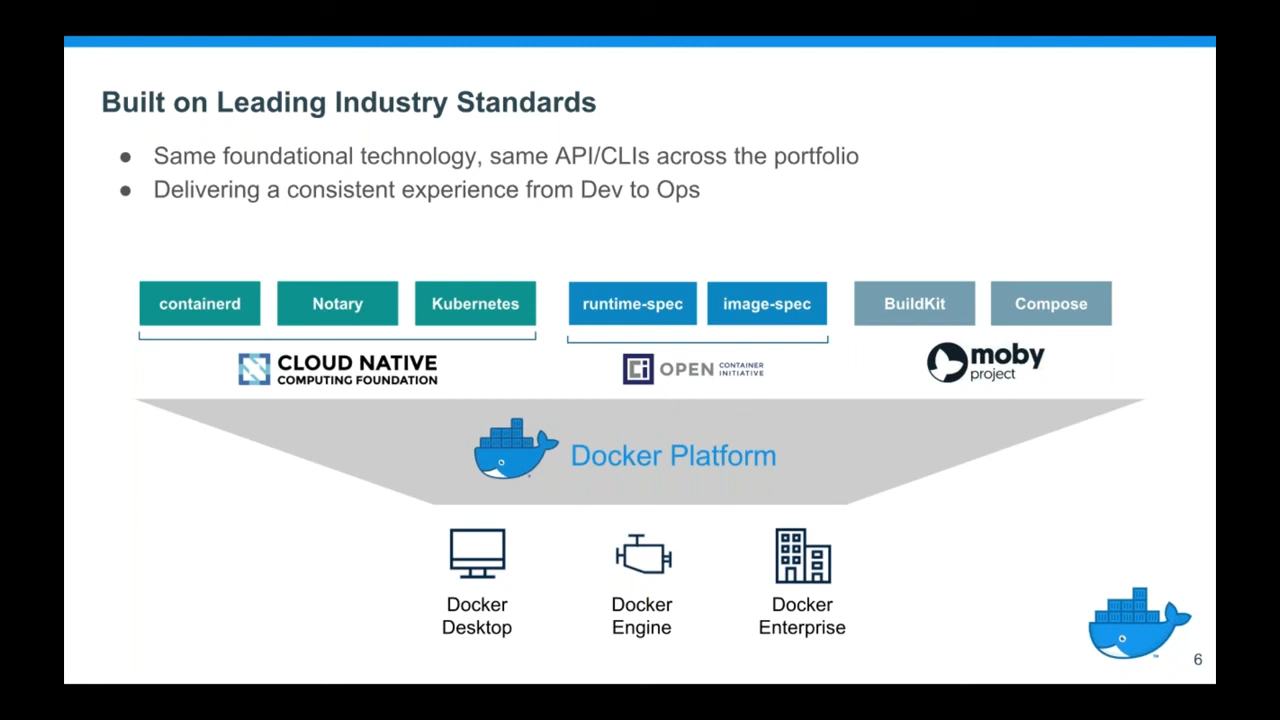 Built on Leading Industry Standards
● Same foundational technology, same API/CLIs across the portfolio
● Delivering a consistent experience from Dev to Ops
containerd Notary Kubernetes runtime-spec image-spec BuildKit Compose
CLOUD NATIVE
COMPUTING FOUNDATION
Ci OPEN CONTAINER
INITIATIVE
moby
project
Docker Platform
Docker
Desktop
Docker
Engine
Docker
Enterprise
TM
6